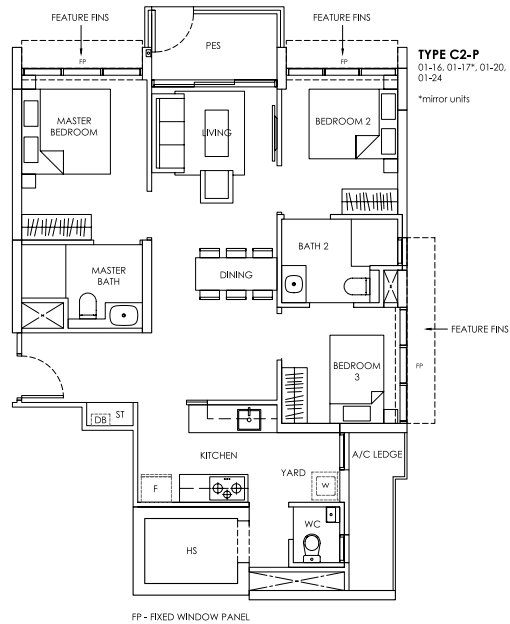 FEATURE FINS
FEATURE FINS
PES
TYPE C2-P
01-16, 01-17*, 01-20,
01-24
*mirror units
FP
FP
MASTER
BEDROOM
LIVING
BEDROOM 2
BATH 2
MASTER
BATH
DINING
FEATURE FINS
BEDROOM
3
FP
ST
DB
KITCHEN
A/C LEDGE
YARD
F
W
WC
HS
FP - FIXED WINDOW PANEL